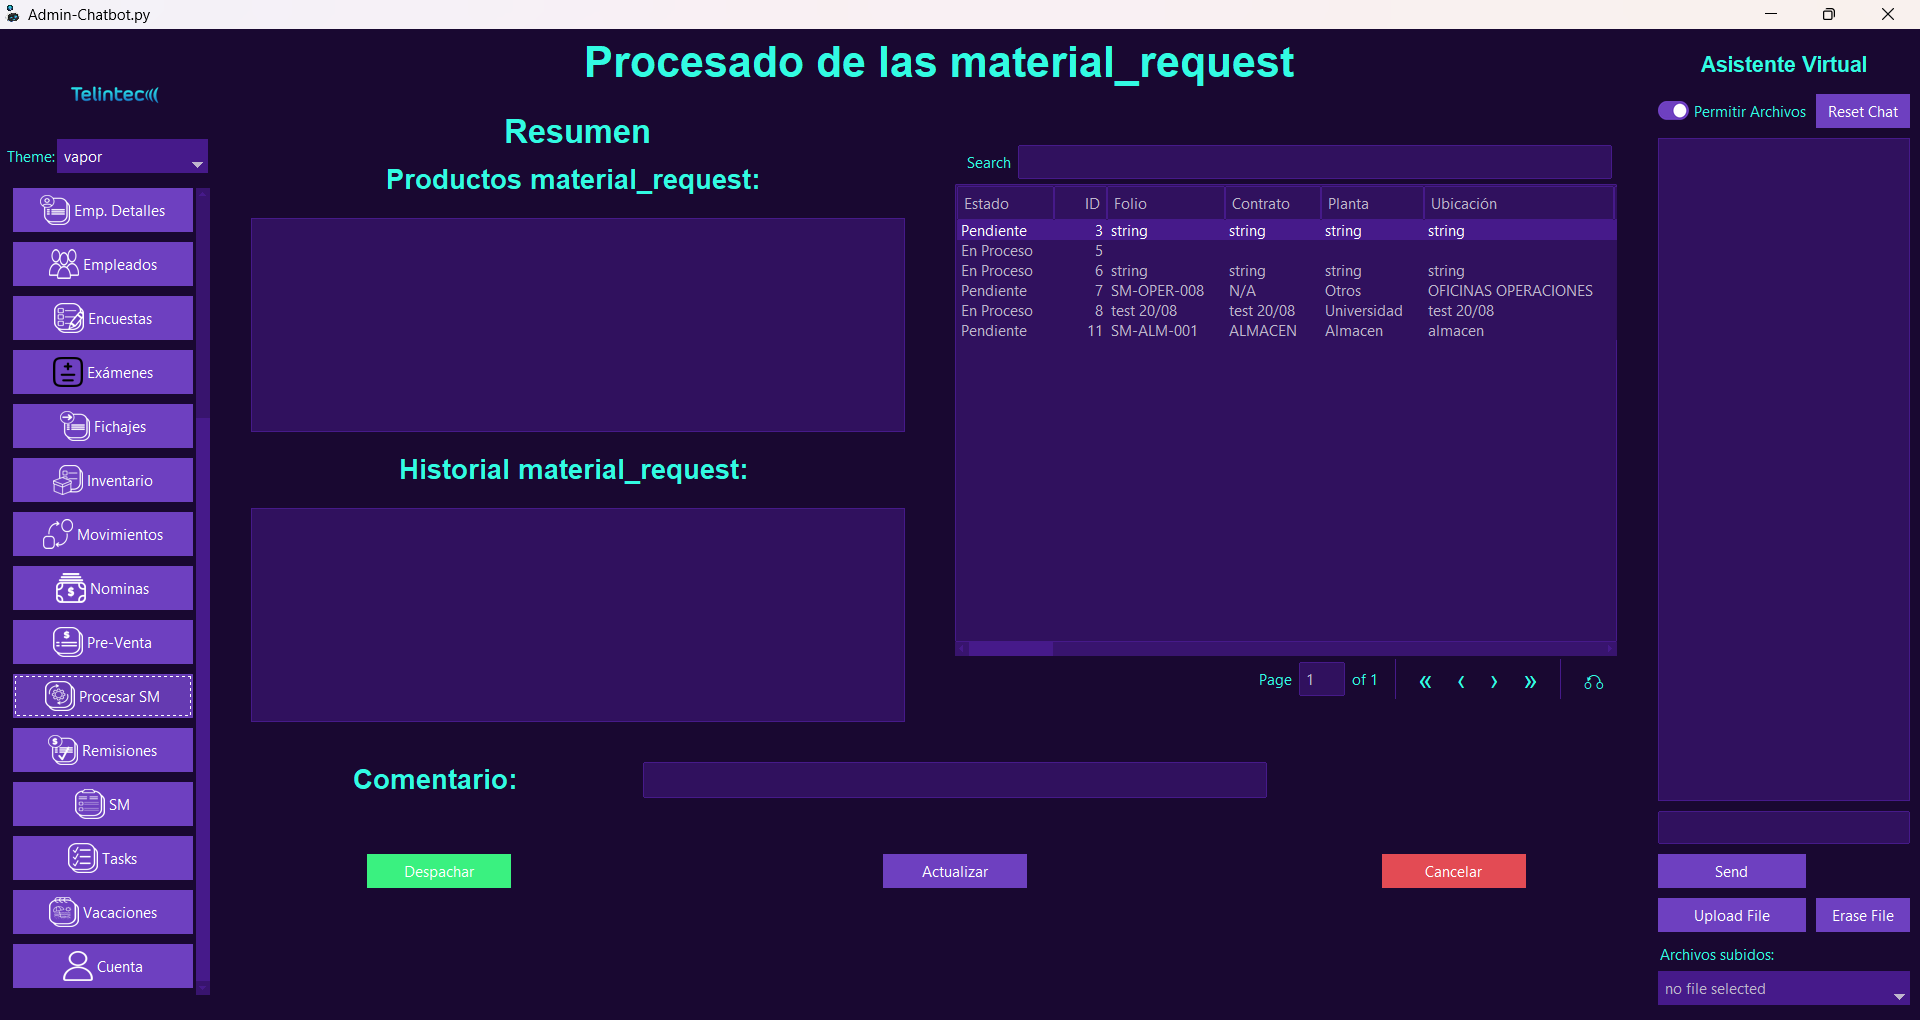 Admin-Chatbot.py
Telintec
Theme: vapor
Emp. Detalles
Empleados
Encuestas
Exámenes
Fichajes
Inventario
Movimientos
Nominas
Pre-Venta
Procesar SM
Remisiones
SM
Tasks
Vacaciones
Cuenta
Procesado de las material_request
Resumen
Productos material_request:
Historial material_request:
Search
Estado ID Folio Contrato Planta Ubicación
Pendiente 3 string string string string
En Proceso 5
En Proceso 6 string string string string
Pendiente 7 SM-OPER-008 N/A Otros OFICINAS OPERACIONES
En Proceso 8 test 20/08 test 20/08 Universidad test 20/08
Pendiente 11 SM-ALM-001 ALMACEN Almacen almacen
Page 1 of 1 « ‹ › »
Comentario:
Despachar Actualizar Cancelar
Asistente Virtual
Permitir Archivos Reset Chat
Send
Upload File Erase File
Archivos subidos:
no file selected